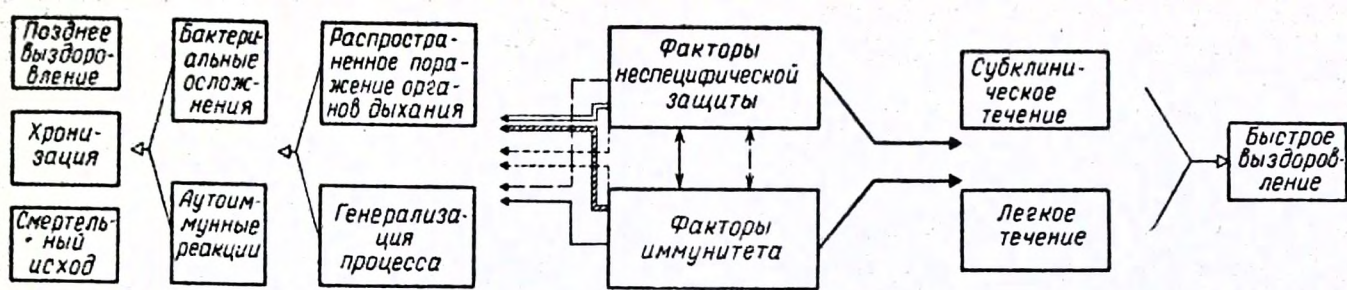 Позднее
выздоро-
вление
Хрони-
зация
Смертель-
ный
исход
Бактери-
альные
осложн-
нения
Аутоим-
мунные
реакции
Распростра-
ненное пора-
жение орга-
нов дыхания
Генерализа-
ция
процесса
Факторы
неспецифической
защиты
Факторы
иммунитета
Субклини-
ческое
течение
Легкое
течение
Быстрое
выздоров-
ление